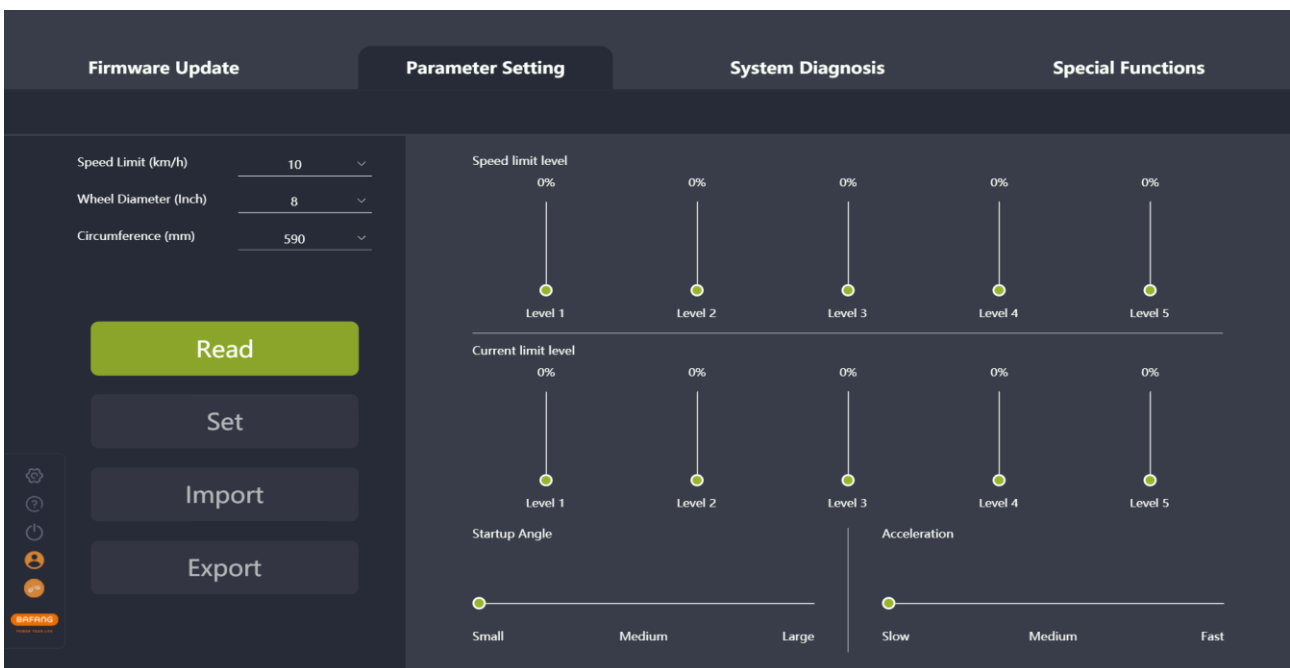 Firmware Update Parameter Setting System Diagnosis Special Functions
Speed Limit (km/h) 10
Wheel Diameter (Inch) 8
Circumference (mm) 590
Read
Set
Import
Export
BAFANG
Speed limit level
0% 0% 0% 0% 0%
Level 1 Level 2 Level 3 Level 4 Level 5
Current limit level
0% 0% 0% 0% 0%
Level 1 Level 2 Level 3 Level 4 Level 5
Startup Angle
Small Medium Large
Acceleration
Slow Medium Fast